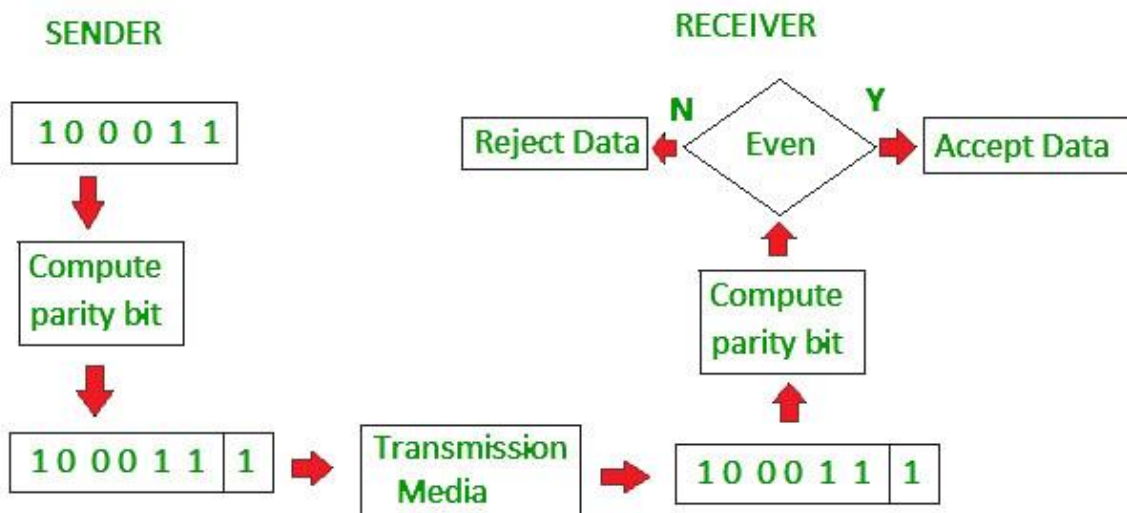 SENDER
1 0 0 0 1 1
Compute
parity bit
1 0 0 0 1 1 1
Transmission
Media
RECEIVER
N
Y
Reject Data
Even
Accept Data
Compute
parity bit
1 0 0 0 1 1 1